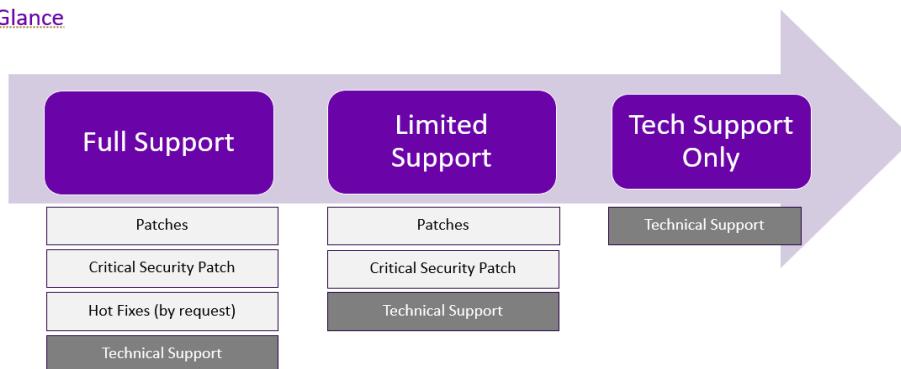 Glance
Full Support
Limited
Support
Tech Support
Only
Patches
Critical Security Patch
Hot Fixes (by request)
Technical Support
Patches
Critical Security Patch
Technical Support
Technical Support